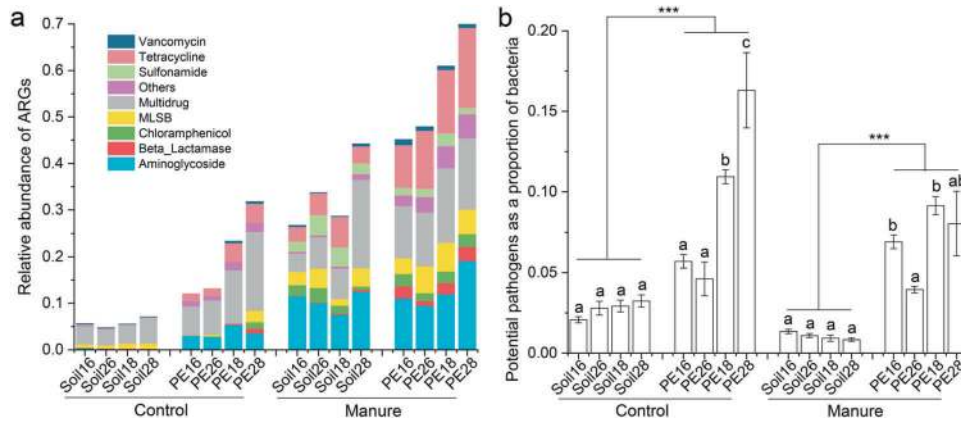 a
Relative abundance of ARGs
0.7
0.6
0.5
0.4
0.3
0.2
0.1
0.0
Vancomycin
Tetracycline
Sulfonamide
Others
Multidrug
MLSB
Chloramphenicol
Beta_Lactamase
Aminoglycoside
Soil16 Soil26 Soil18 Soil28 PE16 PE26 PE18 PE28 Soil16 Soil26 Soil18 Soil28 PE16 PE26 PE18 PE28
Control Manure
b
Potential pathogens as a proportion of bacteria
0.20
0.15
0.10
0.05
0.00
*** ***
a a a a a a b c a a a a b a b ab
Soil16 Soil26 Soil18 Soil28 PE16 PE26 PE18 PE28 Soil16 Soil26 Soil18 Soil28 PE16 PE26 PE18 PE28
Control Manure